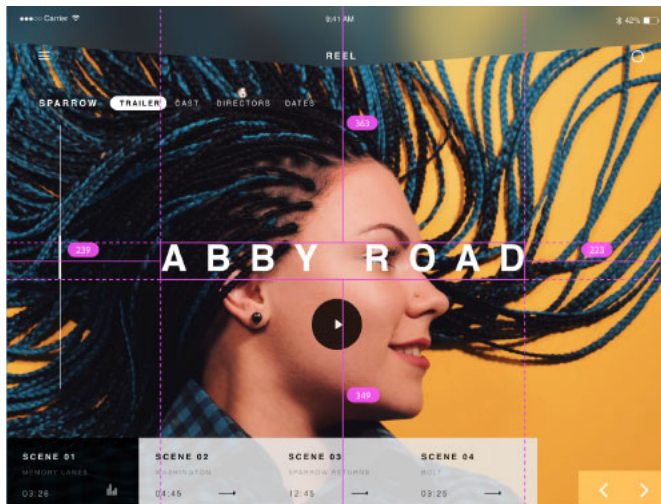 Carrier 9:41 AM 42%
REEL
SPARROW TRAILER CAST DIRECTORS DATES
6
363
239 ABBY ROAD 223
349
SCENE 01 SCENE 02 SCENE 03 SCENE 04
MEMORY LANES WASHINGTON SPARROW RETURNS BOLT
03:26 04:45 12:45 03:25